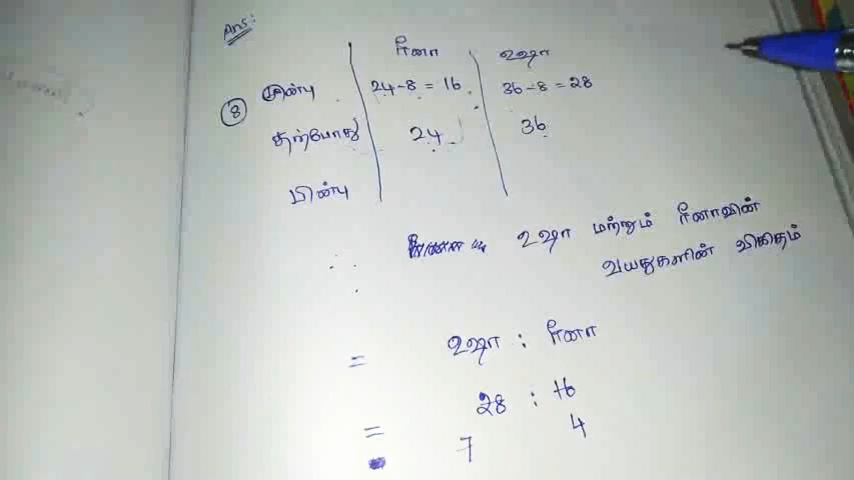 Ans:
ரீனா உஷா
முன்பு 24-8 = 16 36-8 = 28
8 தற்போது 24 36
பின்பு
∴ உஷா மற்றும் ரீனாவின்
வயதுகளின் விகிதம்
= உஷா : ரீனா
28 : 16
= 7 4